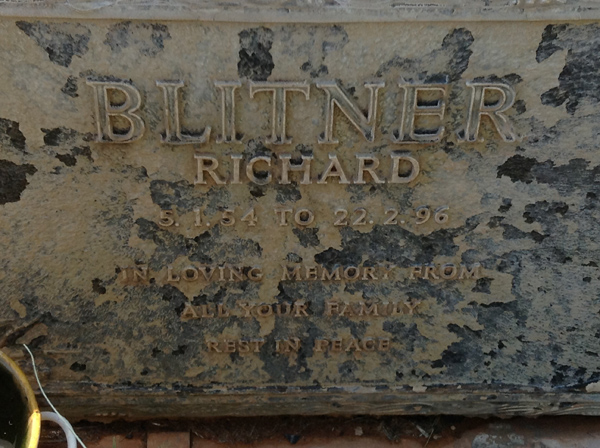 BLITNER
RICHARD
5.1.54 TO 22.2.96
IN LOVING MEMORY FROM
ALL YOUR FAMILY
REST IN PEACE